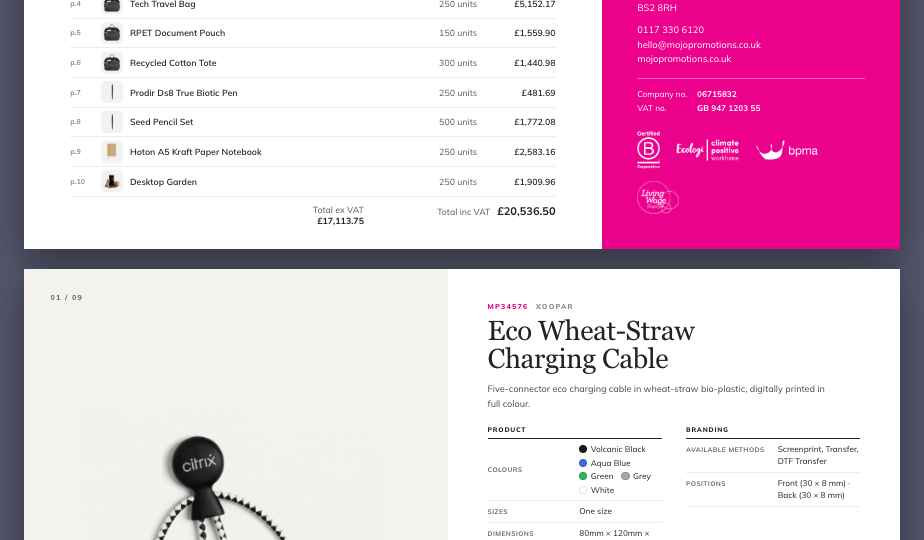 p.4 Tech Travel Bag 250 units £5,152.17
p.5 RPET Document Pouch 150 units £1,559.90
p.6 Recycled Cotton Tote 300 units £1,440.98
p.7 Prodir Ds8 True Biotic Pen 250 units £481.69
p.8 Seed Pencil Set 500 units £1,772.08
p.9 Hoton A5 Kraft Paper Notebook 250 units £2,583.16
p.10 Desktop Garden 250 units £1,909.96
Total ex VAT
£17,113.75
Total inc VAT £20,536.50
BS2 8RH
0117 330 6120
hello@mojopromotions.co.uk
mojopromotions.co.uk
Company no. 06715832
VAT no. GB 947 1203 55
Certified
B
Corporation
Ecologi
climate
positive
workforce
bpma
Living
Wage
01 / 09
citrix
MP34576 XOOPAR
Eco Wheat-Straw
Charging Cable
Five-connector eco charging cable in wheat-straw bio-plastic, digitally printed in
full colour.
PRODUCT
COLOURS
Volcanic Black
Aqua Blue
Green Grey
White
SIZES One size
DIMENSIONS 80mm × 120mm ×
BRANDING
AVAILABLE METHODS Screenprint, Transfer,
DTF Transfer
POSITIONS Front (30 × 8 mm) ·
Back (30 × 8 mm)